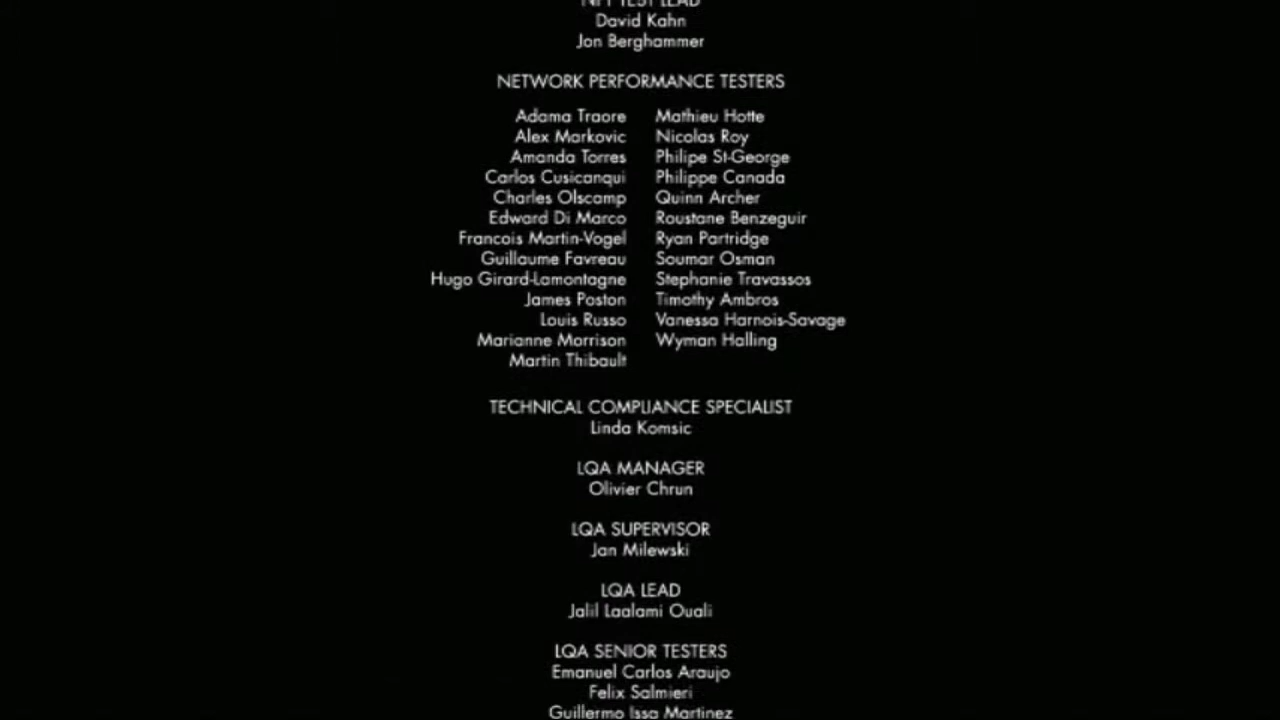 NPT TEST LEAD
David Kahn
Jon Berghammer
NETWORK PERFORMANCE TESTERS
Adama Traore
Alex Markovic
Amanda Torres
Carlos Cusicanqui
Charles Olscamp
Edward Di Marco
Francois Martin-Vogel
Guillaume Favreau
Hugo Girard-Lamontagne
James Poston
Louis Russo
Marianne Morrison
Martin Thibault
Mathieu Hotte
Nicolas Roy
Philipe St-George
Philippe Canada
Quinn Archer
Roustane Benzeguir
Ryan Partridge
Soumar Osman
Stephanie Travassos
Timothy Ambros
Vanessa Harnois-Savage
Wyman Halling
TECHNICAL COMPLIANCE SPECIALIST
Linda Komsic
LQA MANAGER
Olivier Chrun
LQA SUPERVISOR
Jan Milewski
LQA LEAD
Jalil Laalami Ouali
LQA SENIOR TESTERS
Emanuel Carlos Araujo
Felix Salmieri
Guillermo Issa Martinez